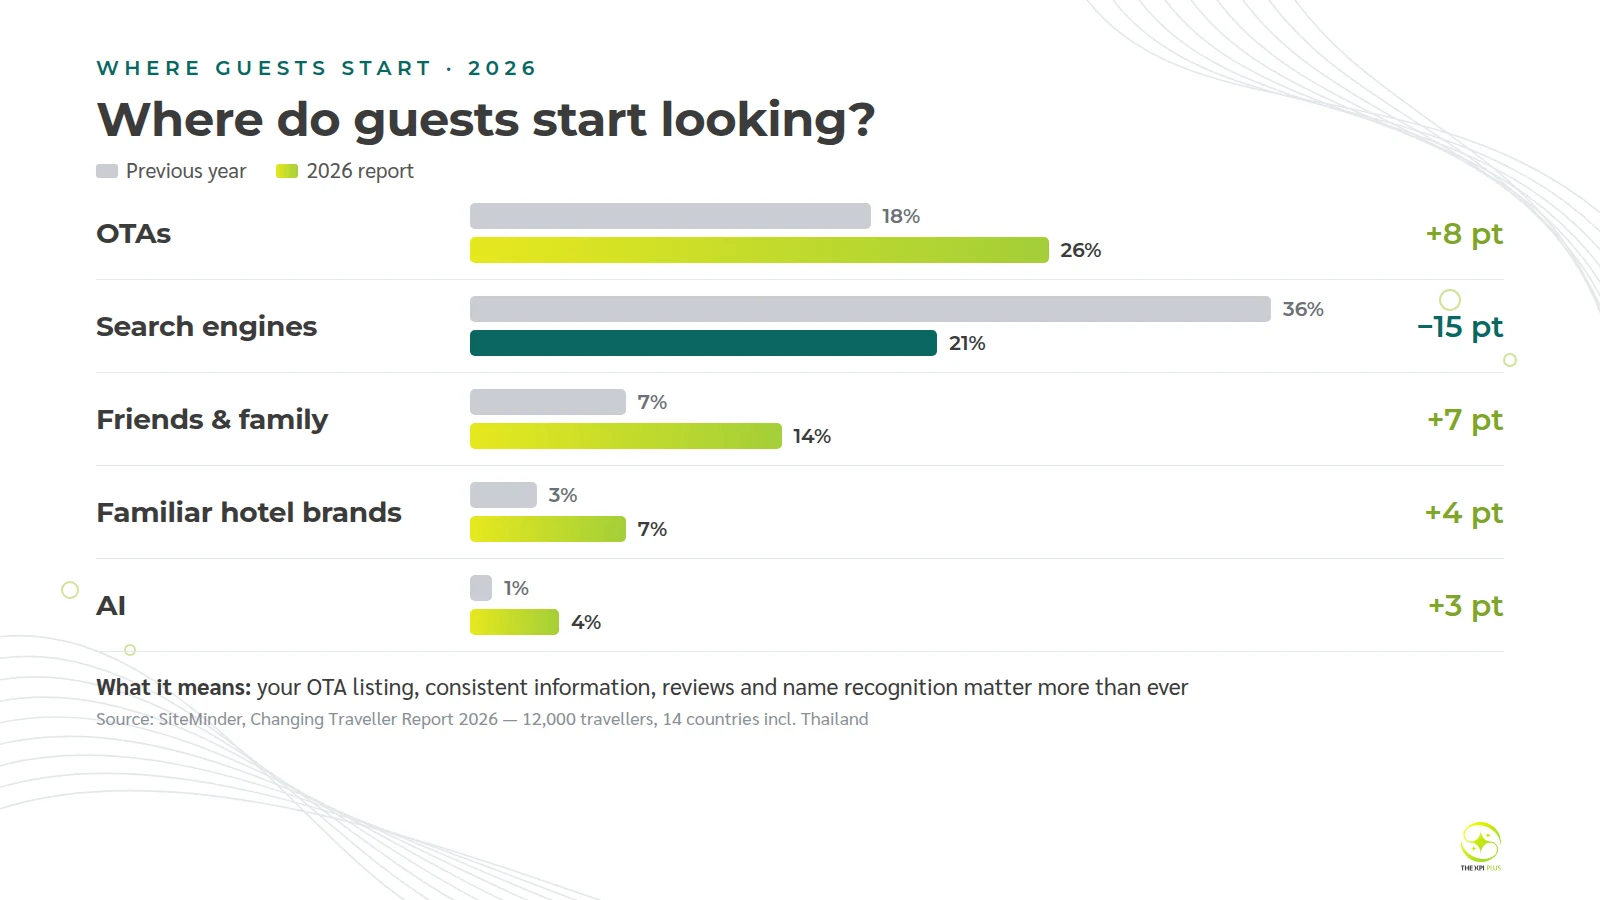 WHERE GUESTS START · 2026
Where do guests start looking?
Previous year 2026 report
OTAs
18%
26%
+8 pt
Search engines
36%
21%
−15 pt
Friends & family
7%
14%
+7 pt
Familiar hotel brands
3%
7%
+4 pt
AI
1%
4%
+3 pt
What it means: your OTA listing, consistent information, reviews and name recognition matter more than ever
Source: SiteMinder, Changing Traveller Report 2026 — 12,000 travellers, 14 countries incl. Thailand
THE XPI PLUS